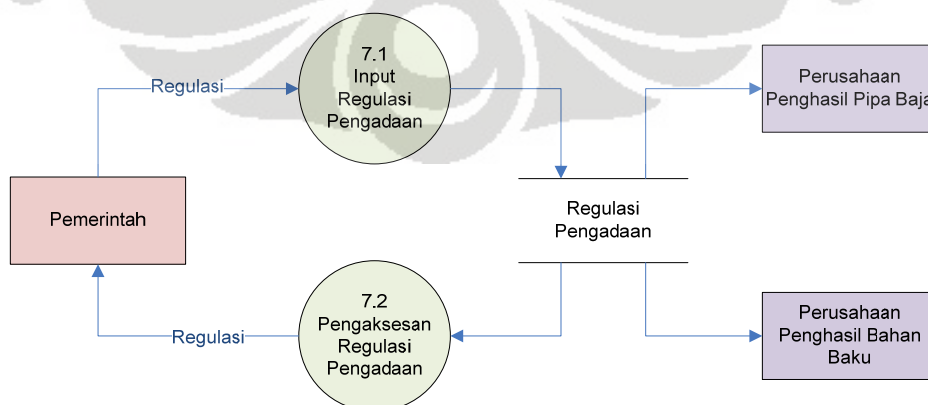 7.1
Input
Regulasi
Pengadaan
Regulasi
Perusahaan
Penghasil Pipa Baja
Pemerintah
Regulasi
Pengadaan
7.2
Pengaksesan
Regulasi
Pengadaan
Regulasi
Perusahaan
Penghasil Bahan
Baku